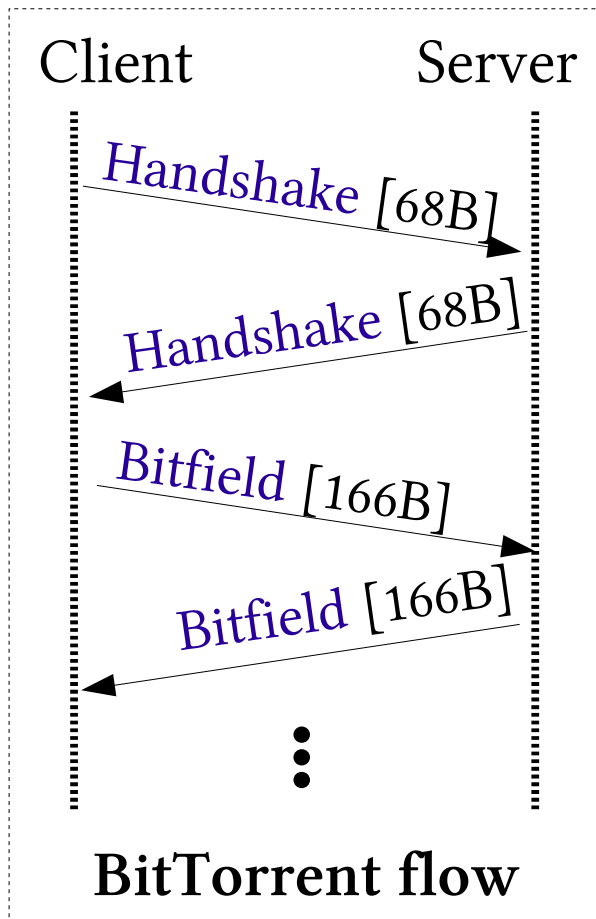 Client
Server
Handshake [68B]
Handshake [68B]
Bitfield [166B]
Bitfield [166B]
BitTorrent flow